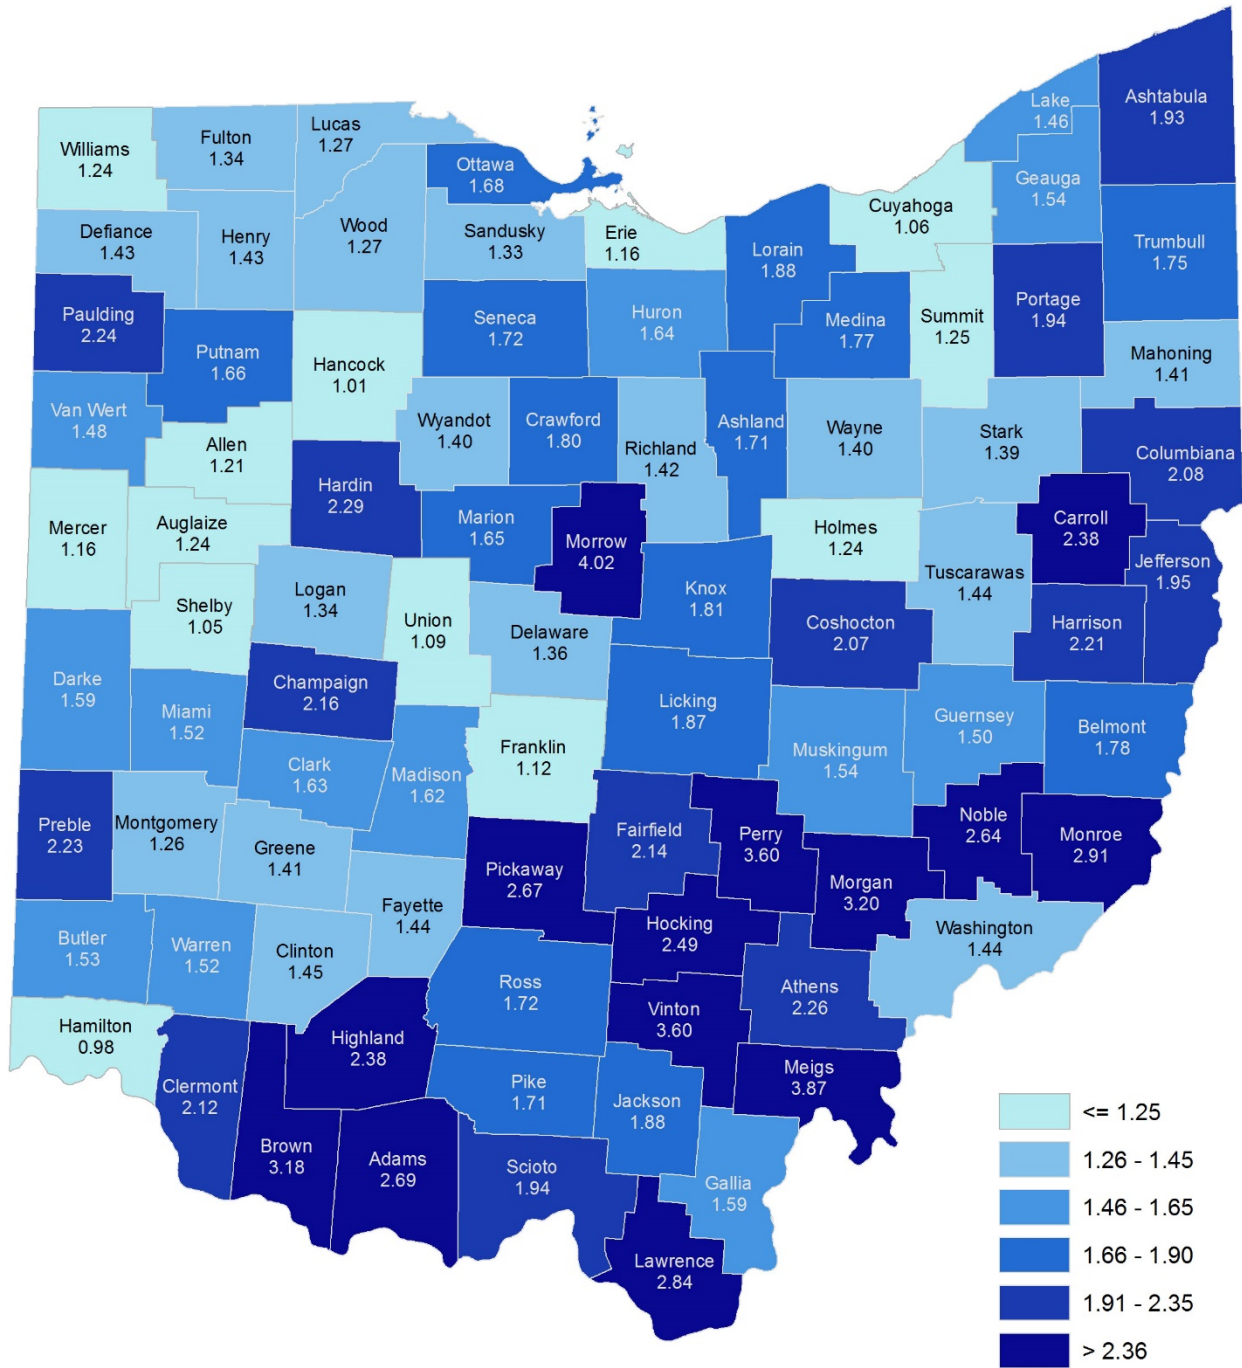 Ashtabula
1.93
Lake
1.46
Geauga
1.54
Cuyahoga
1.06
Trumbull
1.75
Williams
1.24
Fulton
1.34
Lucas
1.27
Ottawa
1.68
Wood
1.27
Sandusky
1.33
Erie
1.16
Lorain
1.88
Defiance
1.43
Henry
1.43
Paulding
2.24
Putnam
1.66
Hancock
1.01
Seneca
1.72
Huron
1.64
Medina
1.77
Summit
1.25
Portage
1.94
Mahoning
1.41
Van Wert
1.48
Allen
1.21
Wyandot
1.40
Crawford
1.80
Richland
1.42
Ashland
1.71
Wayne
1.40
Stark
1.39
Columbiana
2.08
Hardin
2.29
Mercer
1.16
Auglaize
1.24
Marion
1.65
Morrow
4.02
Holmes
1.24
Carroll
2.38
Jefferson
1.95
Tuscarawas
1.44
Shelby
1.05
Logan
1.34
Union
1.09
Delaware
1.36
Knox
1.81
Coshocton
2.07
Harrison
2.21
Darke
1.59
Champaign
2.16
Miami
1.52
Licking
1.87
Guernsey
1.50
Belmont
1.78
Clark
1.63
Madison
1.62
Franklin
1.12
Muskingum
1.54
Preble
2.23
Montgomery
1.26
Greene
1.41
Fairfield
2.14
Perry
3.60
Noble
2.64
Monroe
2.91
Pickaway
2.67
Morgan
3.20
Fayette
1.44
Hocking
2.49
Washington
1.44
Butler
1.53
Warren
1.52
Clinton
1.45
Ross
1.72
Athens
2.26
Vinton
3.60
Hamilton
0.98
Highland
2.38
Meigs
3.87
Clermont
2.12
Pike
1.71
Jackson
1.88
Brown
3.18
Adams
2.69
Scioto
1.94
Gallia
1.59
Lawrence
2.84
<= 1.25
1.26 - 1.45
1.46 - 1.65
1.66 - 1.90
1.91 - 2.35
> 2.36